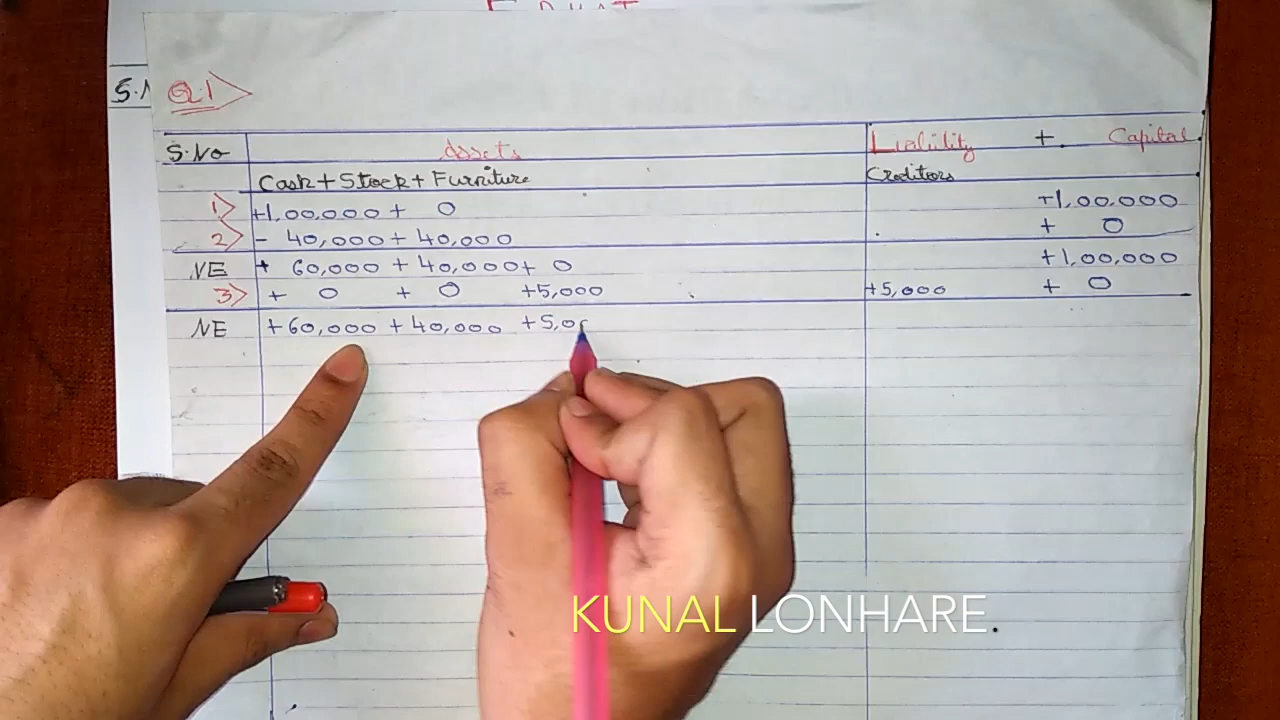 S.N
Q.1
S.No Assets Liability + Capital
Cash + Stock + Furniture Creditors
1) +1,00,000 + 0 +1,00,000
2) - 40,000 + 40,000 + 0
NE + 60,000 + 40,000 + 0 +1,00,000
3) + 0 + 0 +5,000 +5,000 + 0
NE +60,000 +40,000 +5,0
KUNAL LONHARE